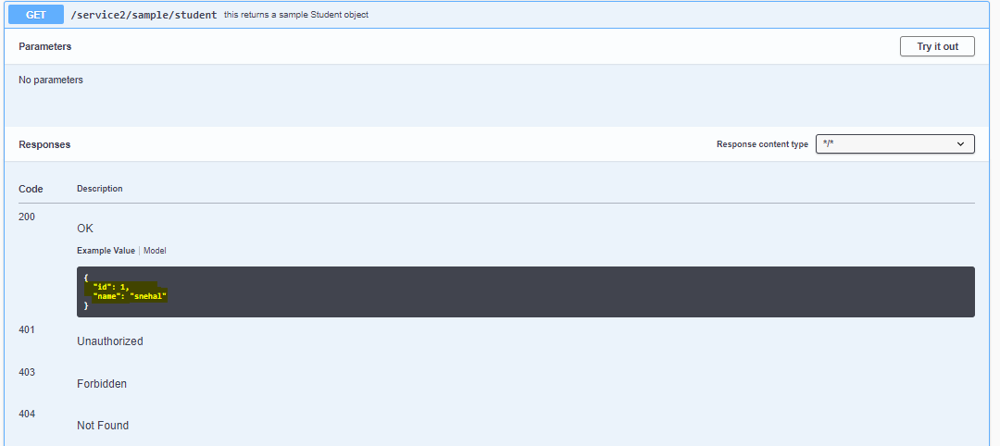 GET /service2/sample/student this returns a sample Student object
Parameters Try it out
No parameters
Responses Response content type */*
Code Description
200
OK
Example Value | Model
{
"id": 1,
"name": "snehal"
}
401
Unauthorized
403
Forbidden
404
Not Found